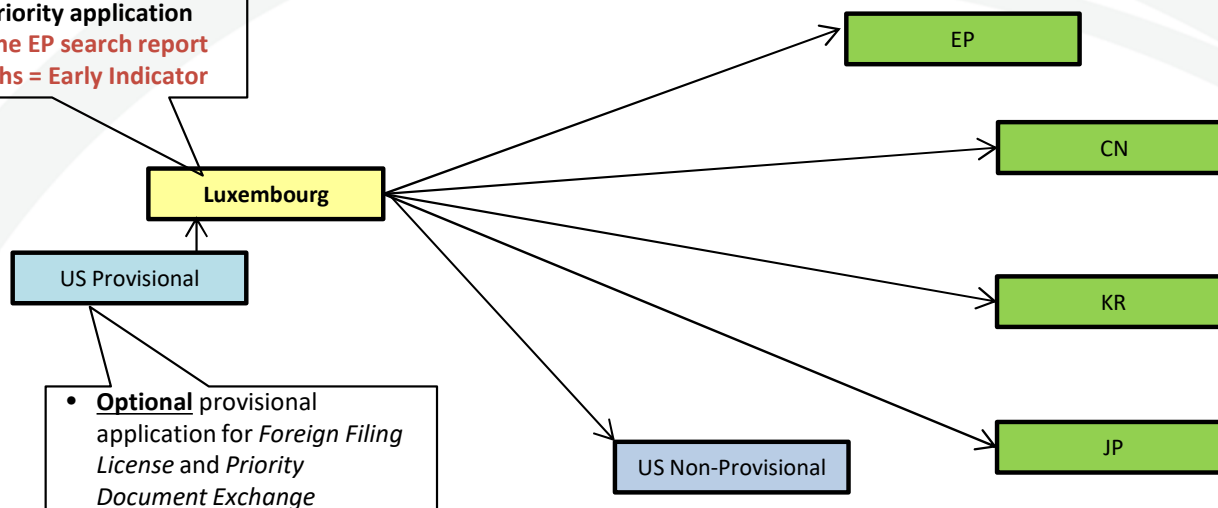 riority application
ne EP search report
hs = Early Indicator
EP
CN
Luxembourg
US Provisional
KR
• Optional provisional
application for Foreign Filing
License and Priority
Document Exchange
US Non-Provisional
JP